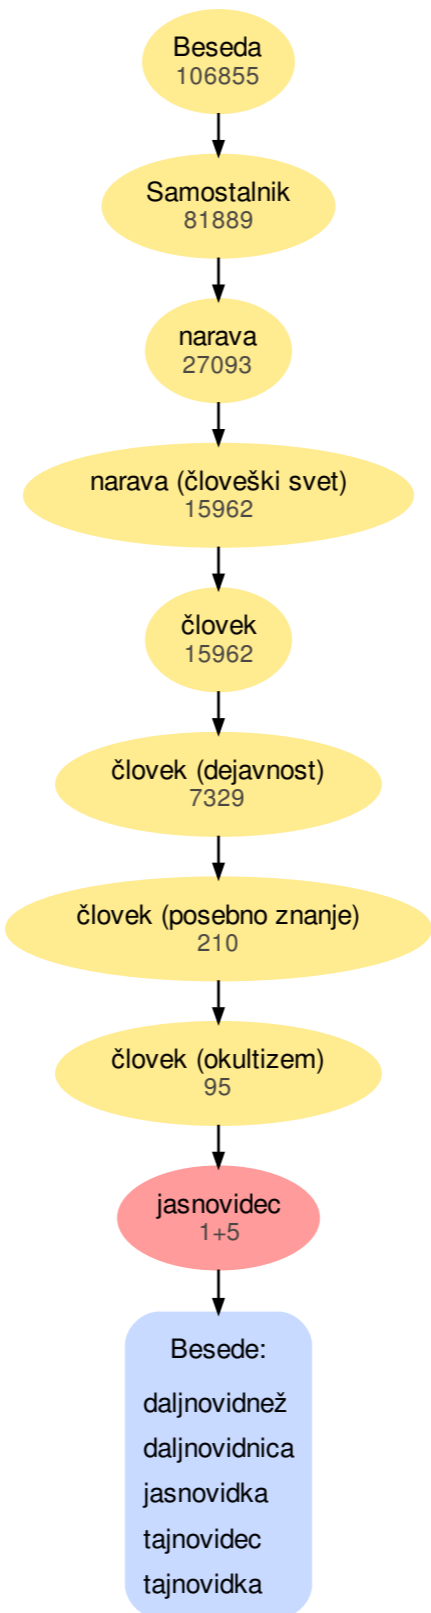 Beseda
106855
Samostalnik
81889
narava
27093
narava (človeški svet)
15962
človek
15962
človek (dejavnost)
7329
človek (posebno znanje)
210
človek (okultizem)
95
jasnovidec
1+5
Besede:
daljnovidnež
daljnovidnica
jasnovidka
tajnovidec
tajnovidka